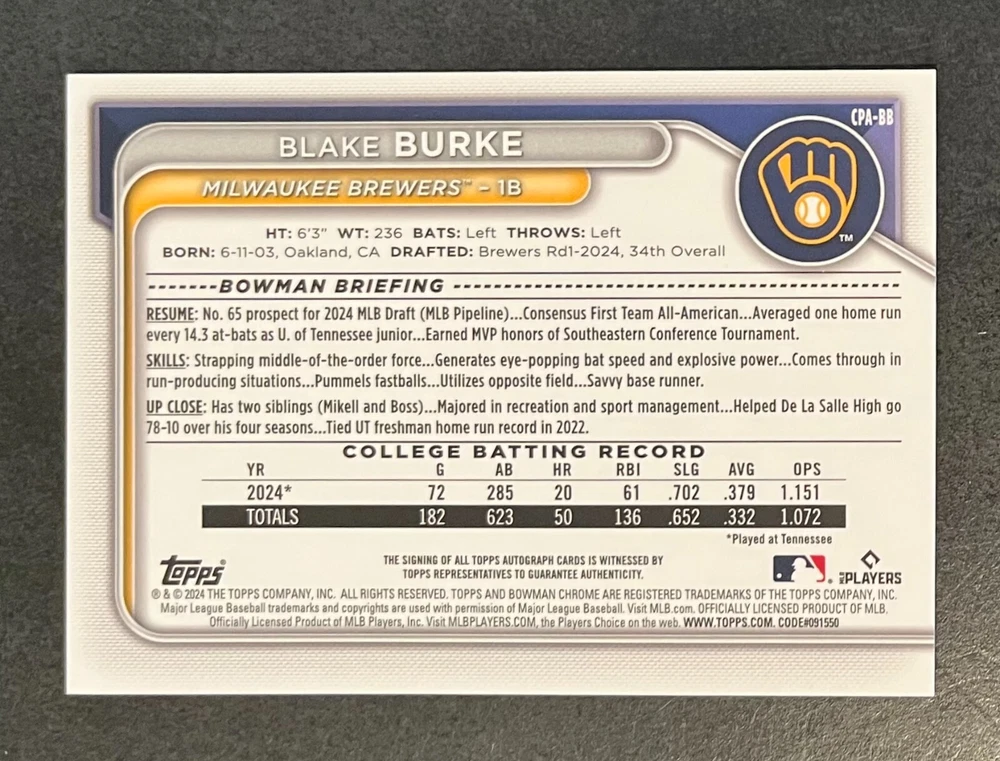 CPA-BB
BLAKE BURKE
MILWAUKEE BREWERS™ – 1B
TM
HT: 6'3" WT: 236 BATS: Left THROWS: Left
BORN: 6-11-03, Oakland, CA DRAFTED: Brewers Rd1-2024, 34th Overall
BOWMAN BRIEFING
RESUME: No. 65 prospect for 2024 MLB Draft (MLB Pipeline)...Consensus First Team All-American...Averaged one home run
every 14.3 at-bats as U. of Tennessee junior...Earned MVP honors of Southeastern Conference Tournament.
SKILLS: Strapping middle-of-the-order force...Generates eye-popping bat speed and explosive power...Comes through in
run-producing situations...Pummels fastballs...Utilizes opposite field...Savvy base runner.
UP CLOSE: Has two siblings (Mikell and Boss)...Majored in recreation and sport management...Helped De La Salle High go
78-10 over his four seasons...Tied UT freshman home run record in 2022.
COLLEGE BATTING RECORD
YR G AB HR RBI SLG AVG OPS
2024* 72 285 20 61 .702 .379 1.151
TOTALS 182 623 50 136 .652 .332 1.072
*Played at Tennessee
Topps®
THE SIGNING OF ALL TOPPS AUTOGRAPH CARDS IS WITNESSED BY
TOPPS REPRESENTATIVES TO GUARANTEE AUTHENTICITY.
MLB PLAYERS
® & © 2024 THE TOPPS COMPANY, INC. ALL RIGHTS RESERVED. TOPPS AND BOWMAN CHROME ARE REGISTERED TRADEMARKS OF THE TOPPS COMPANY, INC.
Major League Baseball trademarks and copyrights are used with permission of Major League Baseball. Visit MLB.com. OFFICIALLY LICENSED PRODUCT OF MLB.
Officially Licensed Product of MLB Players, Inc. Visit MLBPLAYERS.COM, the Players Choice on the web. WWW.TOPPS.COM. CODE#091550